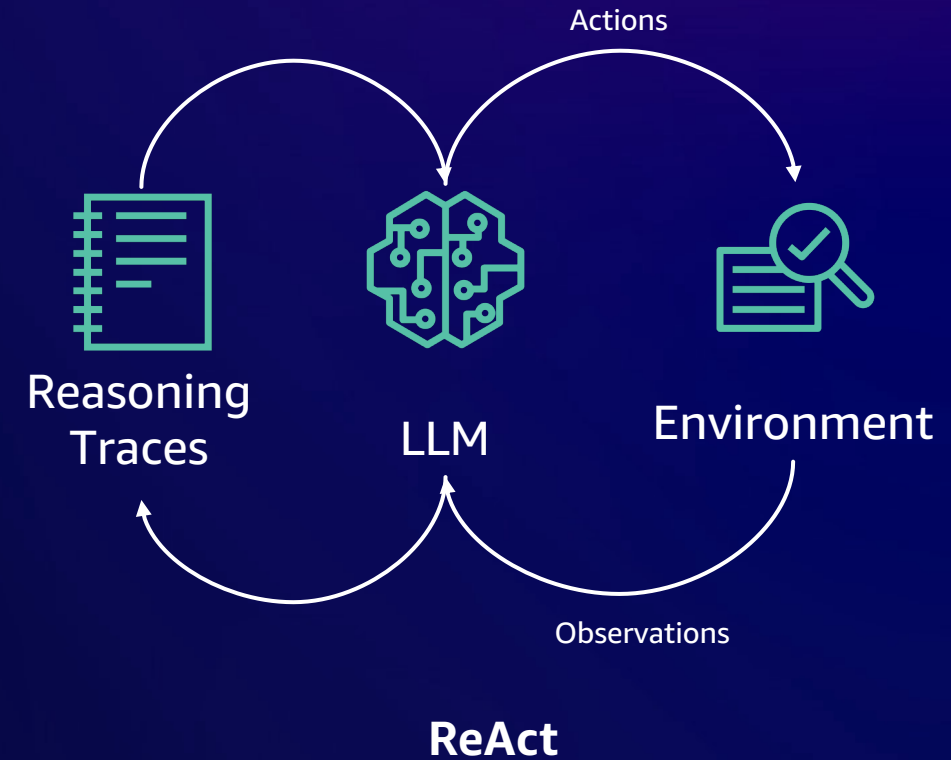 Actions
Reasoning
Traces
LLM
Environment
Observations
ReAct